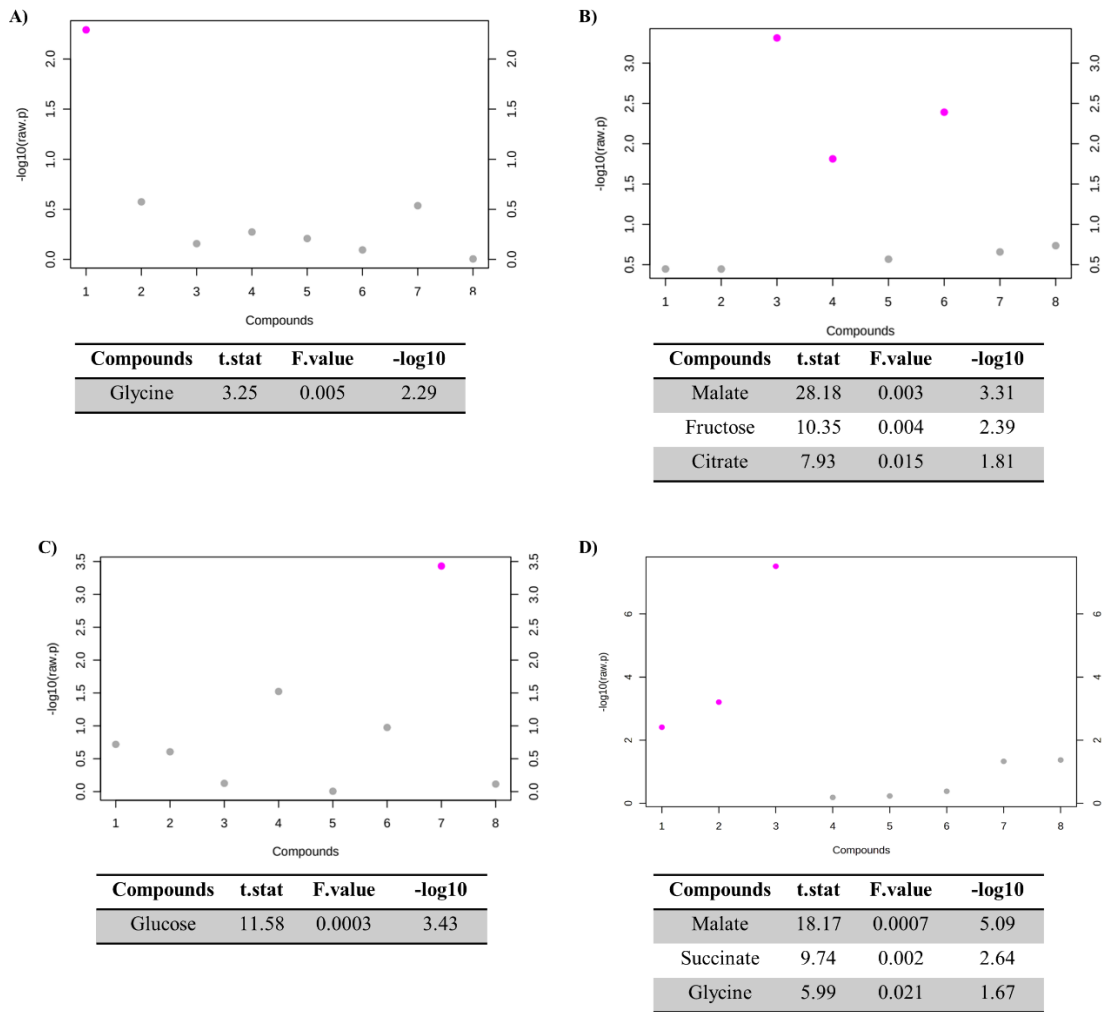 A)
-log10(raw.p)
2.0 2.0
1.5 1.5
1.0 1.0
0.5 0.5
0.0 0.0
1 2 3 4 5 6 7 8
Compounds
Compounds t.stat F.value -log10
Glycine 3.25 0.005 2.29
B)
-log10(raw.p)
3.0 3.0
2.5 2.5
2.0 2.0
1.5 1.5
1.0 1.0
0.5 0.5
1 2 3 4 5 6 7 8
Compounds
Compounds t.stat F.value -log10
Malate 28.18 0.003 3.31
Fructose 10.35 0.004 2.39
Citrate 7.93 0.015 1.81
C)
-log10(raw.p)
3.5 3.5
3.0 3.0
2.5 2.5
2.0 2.0
1.5 1.5
1.0 1.0
0.5 0.5
0.0 0.0
1 2 3 4 5 6 7 8
Compounds
Compounds t.stat F.value -log10
Glucose 11.58 0.0003 3.43
D)
-log10(raw.p)
6 6
4 4
2 2
0 0
1 2 3 4 5 6 7 8
Compounds
Compounds t.stat F.value -log10
Malate 18.17 0.0007 5.09
Succinate 9.74 0.002 2.64
Glycine 5.99 0.021 1.67